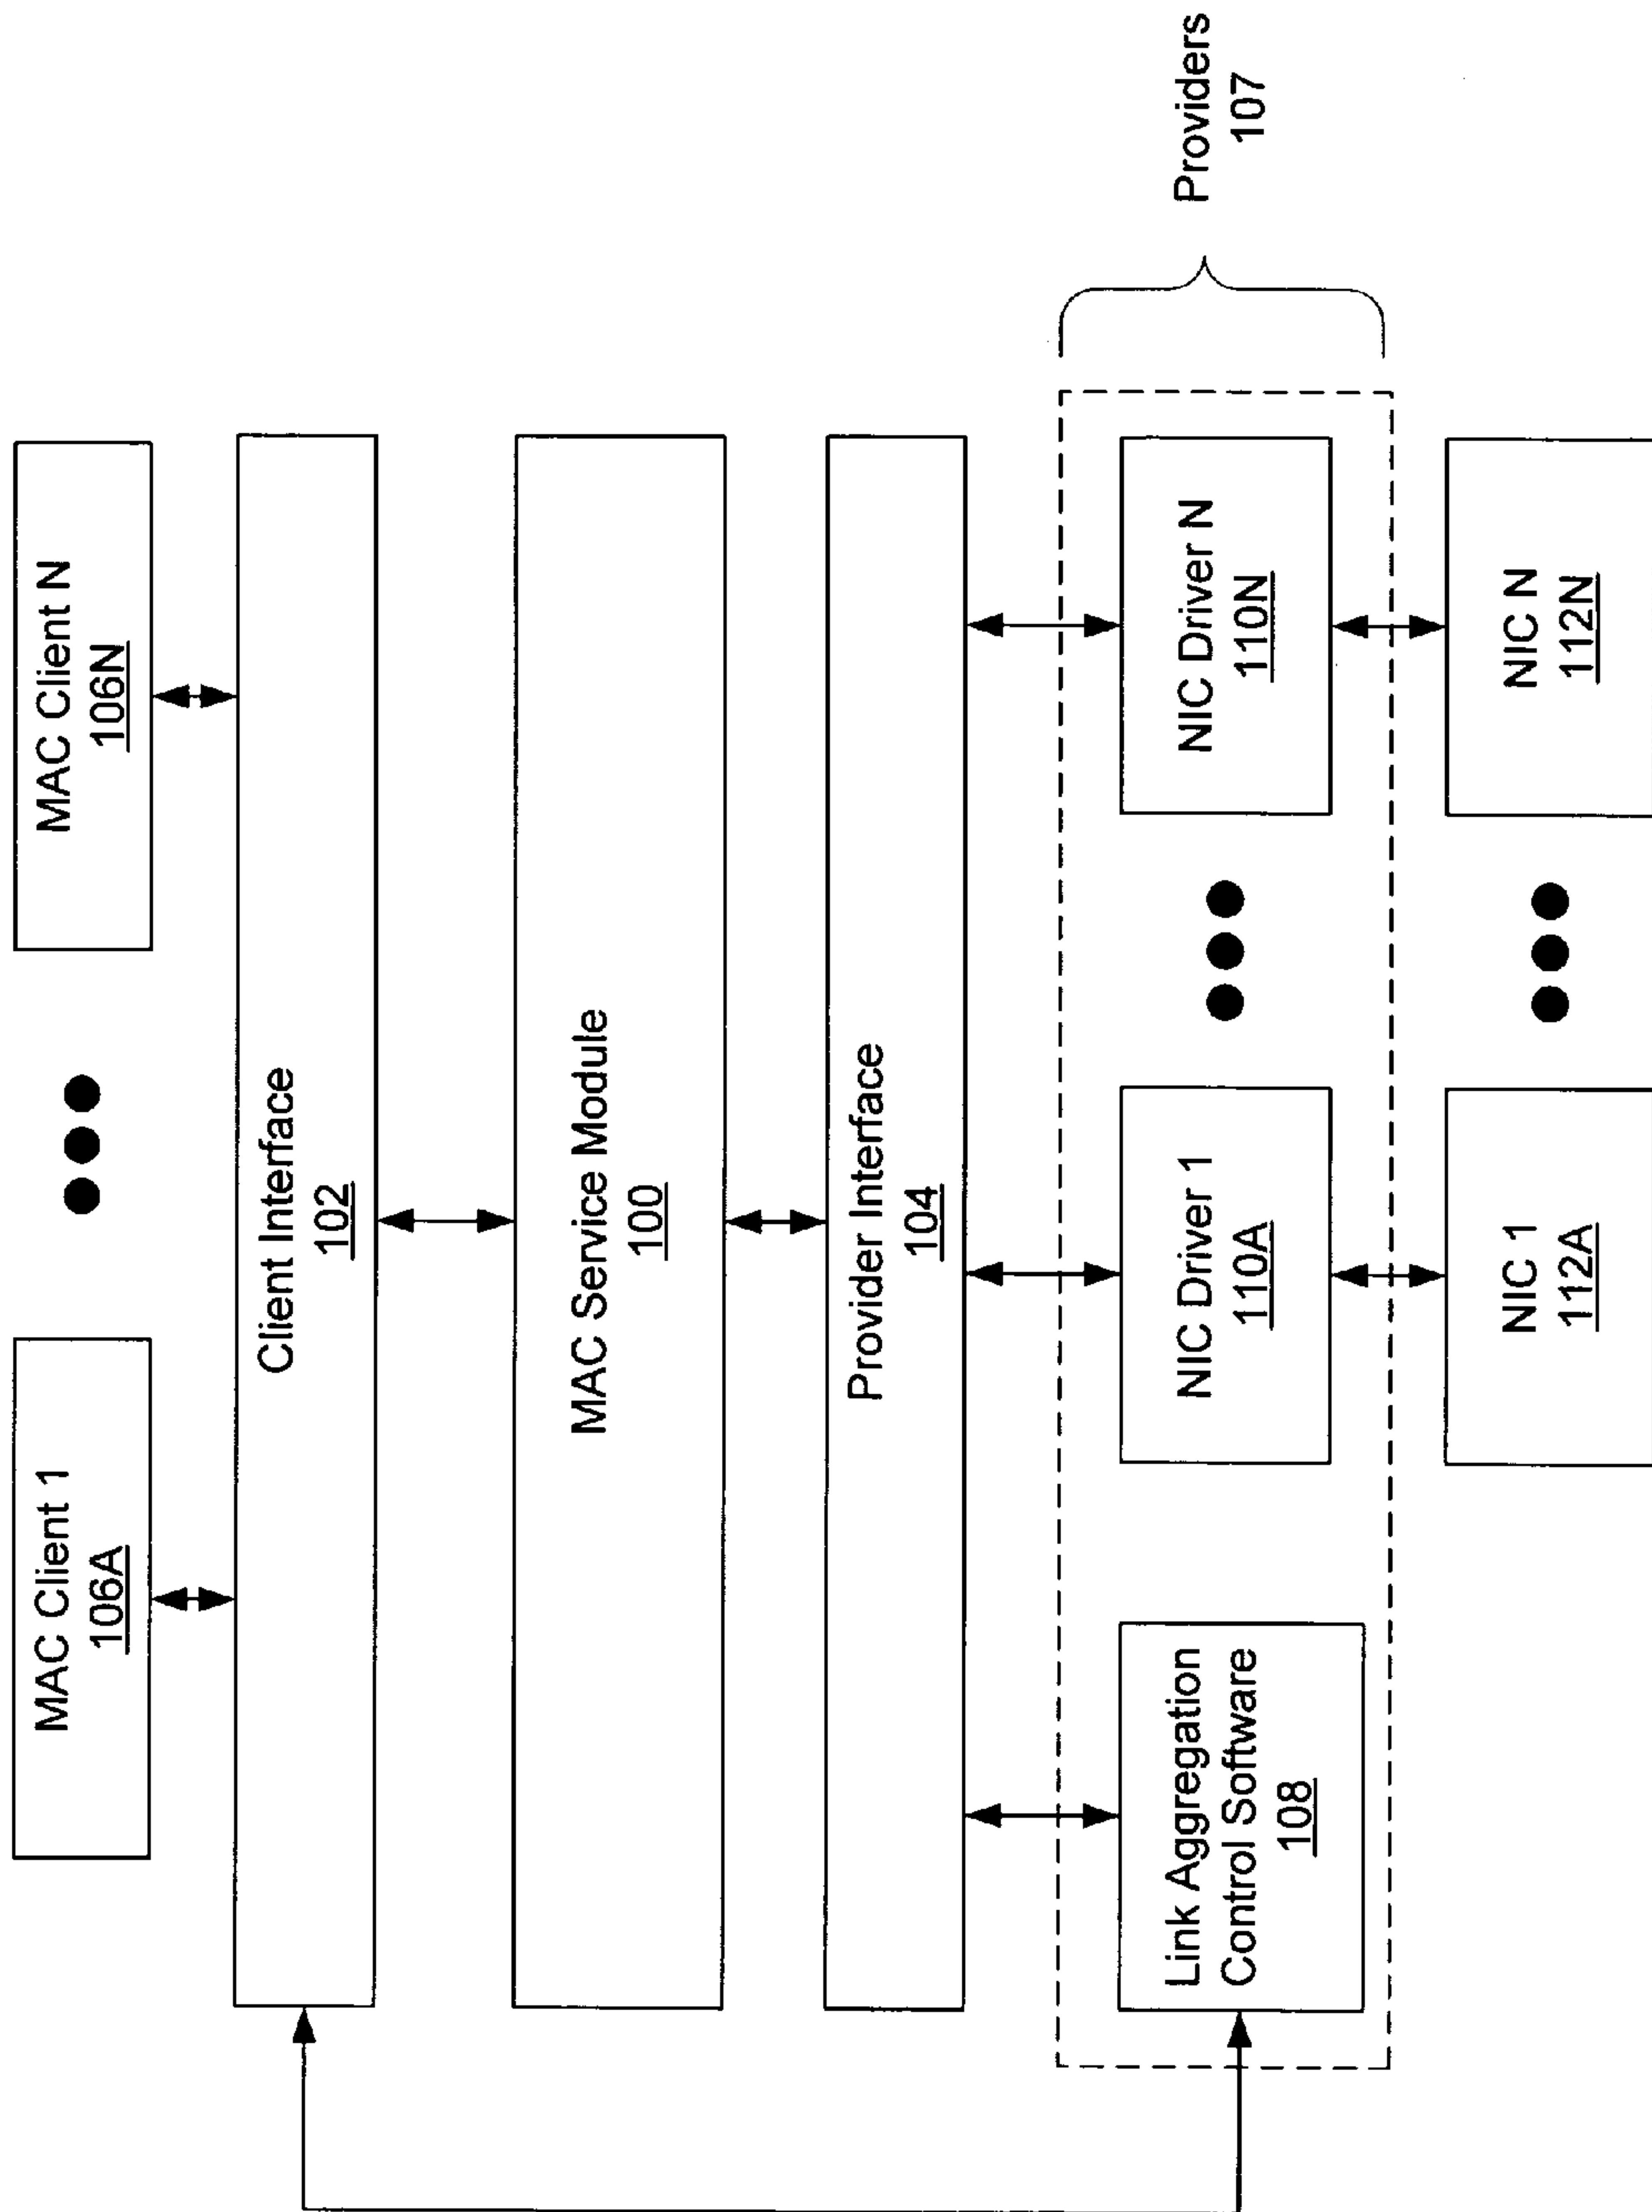 MAC Client 1
106A
MAC Client N
106N
Client Interface
102
MAC Service Module
100
Provider Interface
104
Link Aggregation
Control Software
108
NIC Driver 1
110A
NIC Driver N
110N
Providers
107
NIC 1
112A
NIC N
112N